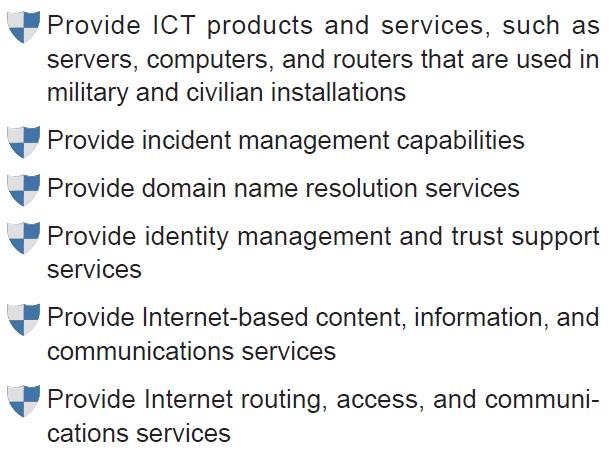 Provide ICT products and services, such as
servers, computers, and routers that are used in
military and civilian installations
Provide incident management capabilities
Provide domain name resolution services
Provide identity management and trust support
services
Provide Internet-based content, information, and
communications services
Provide Internet routing, access, and communi-
cations services